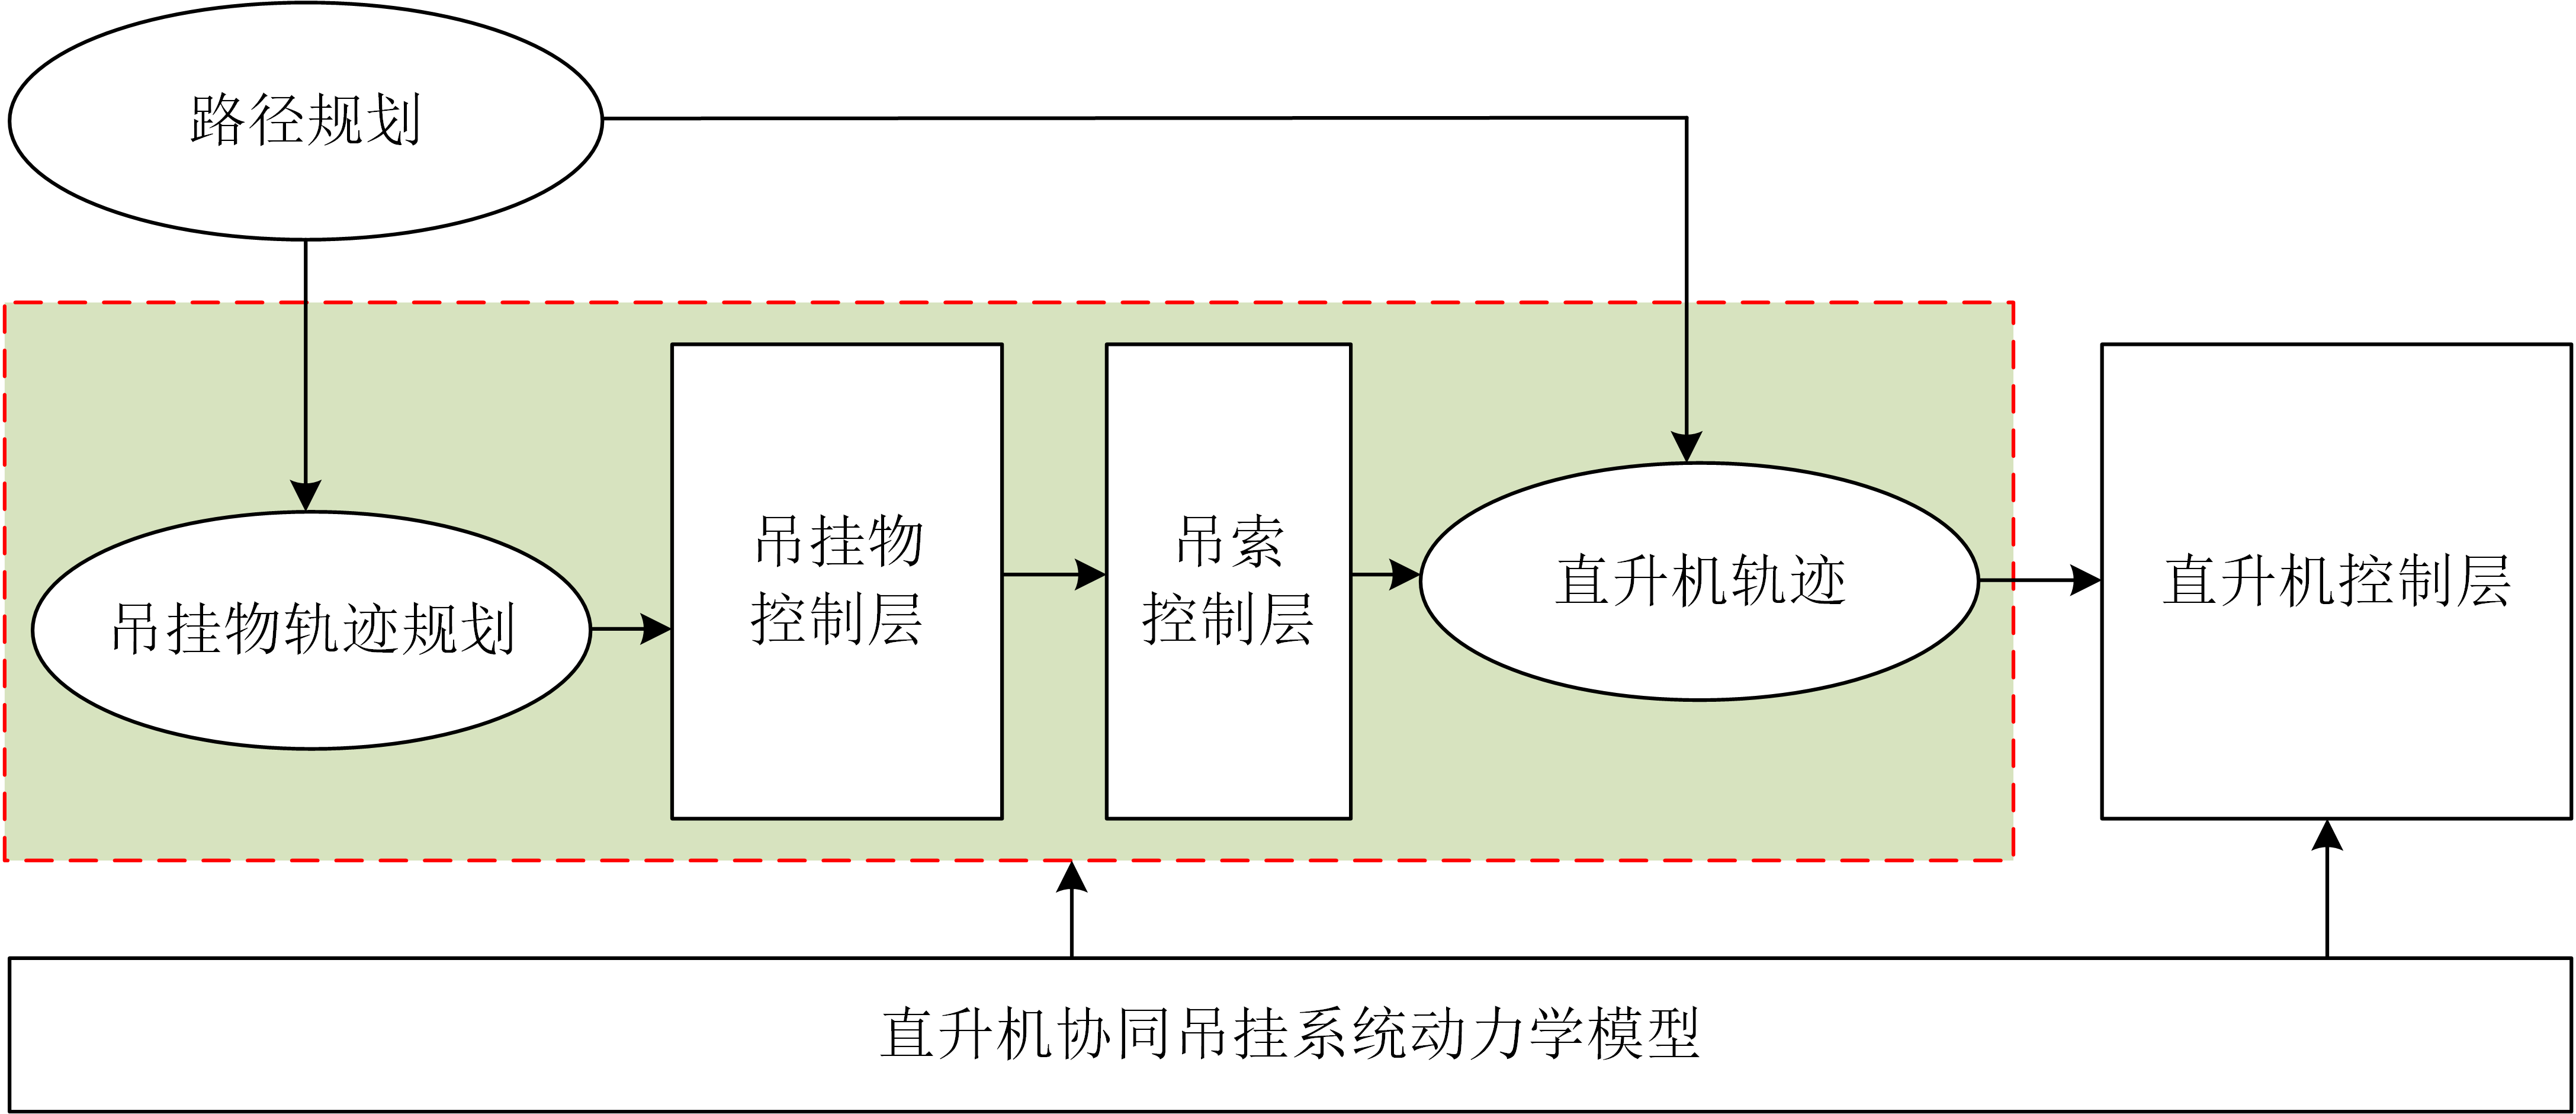 路径规划
吊挂物轨迹规划
吊挂物
控制层
吊索
控制层
直升机轨迹
直升机控制层
直升机协同吊挂系统动力学模型